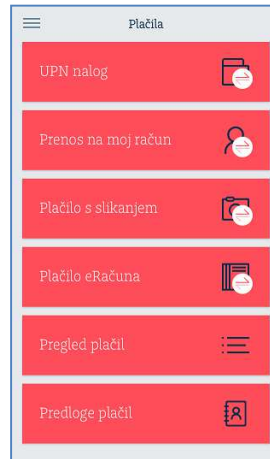 Plačila
UPN nalog
Prenos na moj račun
Plačilo s slikanjem
Plačilo eRačuna
Pregled plačil
Predloge plačil